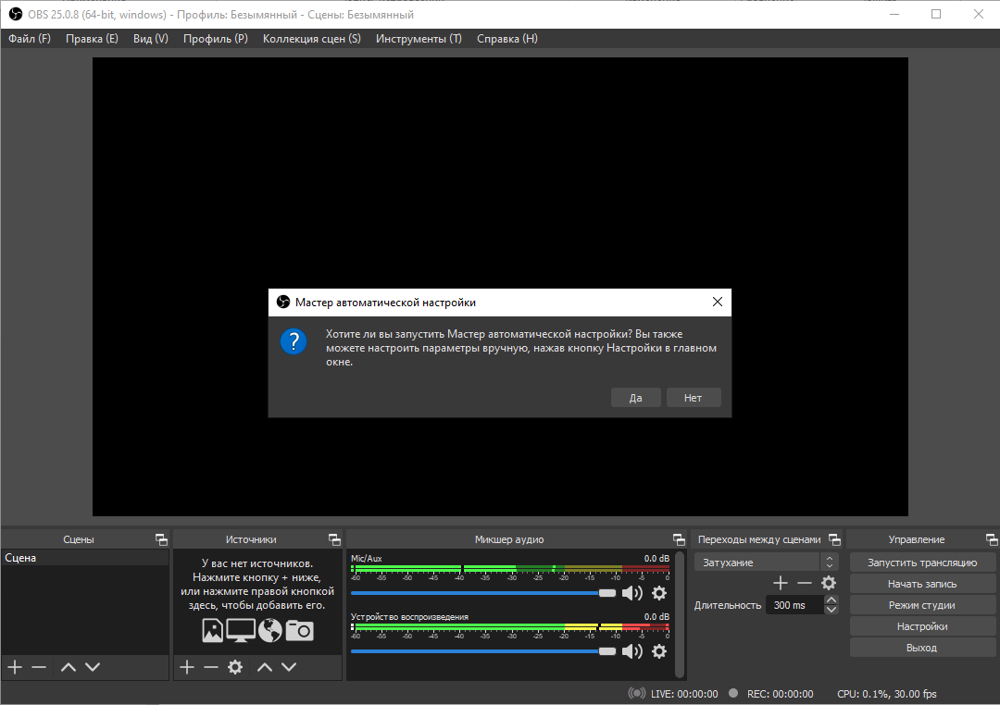 OBS 25.0.8 (64-bit, windows) - Профиль: Безымянный - Сцены: Безымянный
Файл (F) Правка (E) Вид (V) Профиль (P) Коллекция сцен (S) Инструменты (T) Справка (H)
Мастер автоматической настройки
Хотите ли вы запустить Мастер автоматической настройки? Вы также
можете настроить параметры вручную, нажав кнопку Настройки в главном
окне.
Да Нет
Сцены
Сцена
Источники
У вас нет источников.
Нажмите кнопку + ниже,
или нажмите правой кнопкой
здесь, чтобы добавить его.
Микшер аудио
Mic/Aux 0.0 dB
-60 -55 -50 -45 -40 -35 -30 -25 -20 -15 -10 -5 0
Устройство воспроизведения 0.0 dB
-60 -55 -50 -45 -40 -35 -30 -25 -20 -15 -10 -5 0
Переходы между сценами
Затухание
Длительность 300 ms
Управление
Запустить трансляцию
Начать запись
Режим студии
Настройки
Выход
LIVE: 00:00:00 REC: 00:00:00 CPU: 0.1%, 30.00 fps